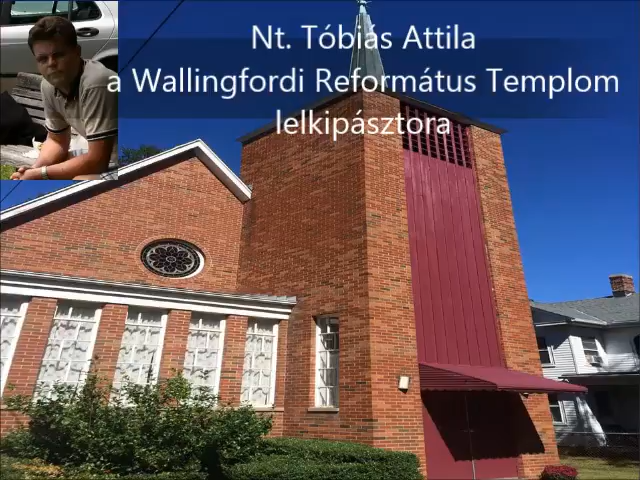 Nt. Tóbiás Attila
a Wallingfordi Református Templom
lelkipásztora